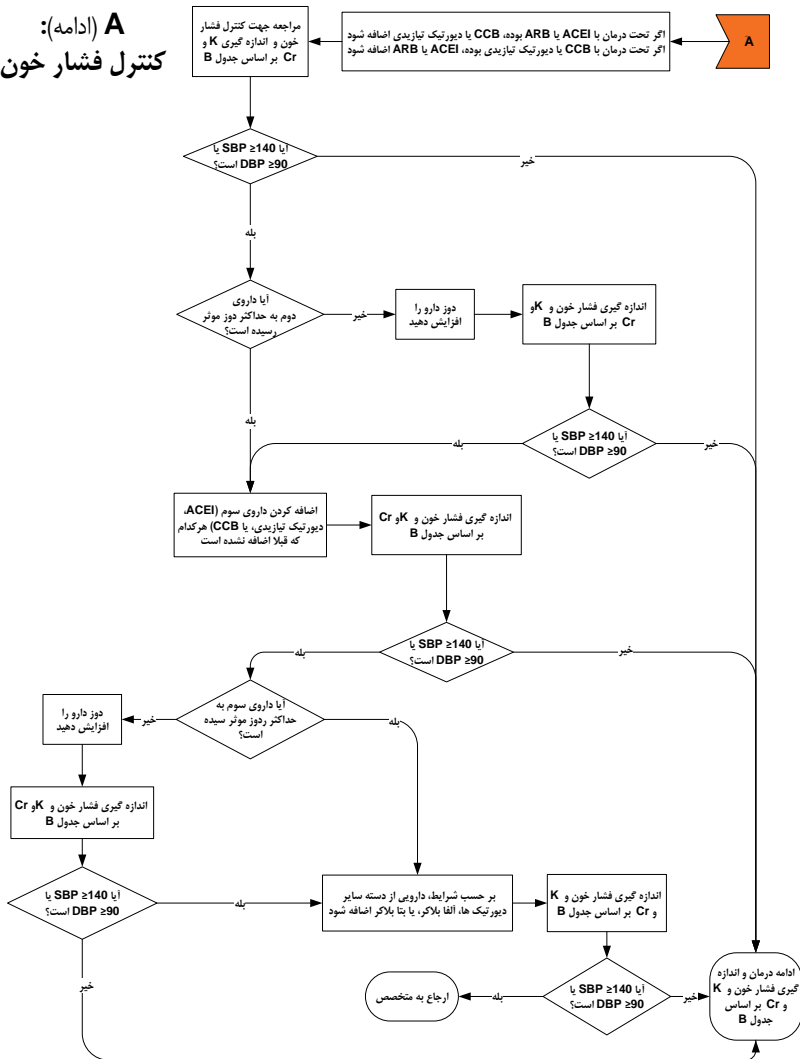 A (ادامه):
کنترل فشار خون
A
اگر تحت درمان با ACEI یا ARB بوده، CCB یا دیورتیک تیازیدی اضافه شود
اگر تحت درمان با CCB یا دیورتیک تیازیدی بوده، ACEI یا ARB اضافه شود
مراجعه جهت کنترل فشار
خون و اندازه گیری K و
Cr بر اساس جدول B
آیا SBP ≥140 یا
DBP ≥90 است؟
خیر
بله
آیا داروی
دوم به حداکثر دوز موثر
رسیده است؟
خیر
دوز دارو را
افزایش دهید
اندازه گیری فشار خون و Kو
Cr بر اساس جدول B
بله
آیا SBP ≥140 یا
DBP ≥90 است؟
خیر
بله
اضافه کردن داروی سوم (ACEI،
دیورتیک تیازیدی، یا CCB) هرکدام
که قبلا اضافه نشده است
اندازه گیری فشار خون و Kو Cr
بر اساس جدول B
آیا SBP ≥140 یا
DBP ≥90 است؟
خیر
بله
آیا داروی سوم به
حداکثر ردوز موثر سیده
است؟
بله
خیر
دوز دارو را
افزایش دهید
اندازه گیری فشار خون و Kو Cr
بر اساس جدول B
آیا SBP ≥140 یا
DBP ≥90 است؟
بله
خیر
بر حسب شرایط، دارویی از دسته سایر
دیورتیک ها، آلفا بلاکر، یا بتا بلاکر اضافه شود
اندازه گیری فشار خون و K
و Cr بر اساس جدول B
آیا SBP ≥140 یا
DBP ≥90 است؟
بله
خیر
ارجاع به متخصص
ادامه درمان و اندازه
گیری فشار خون و K
و Cr بر اساس
جدول B